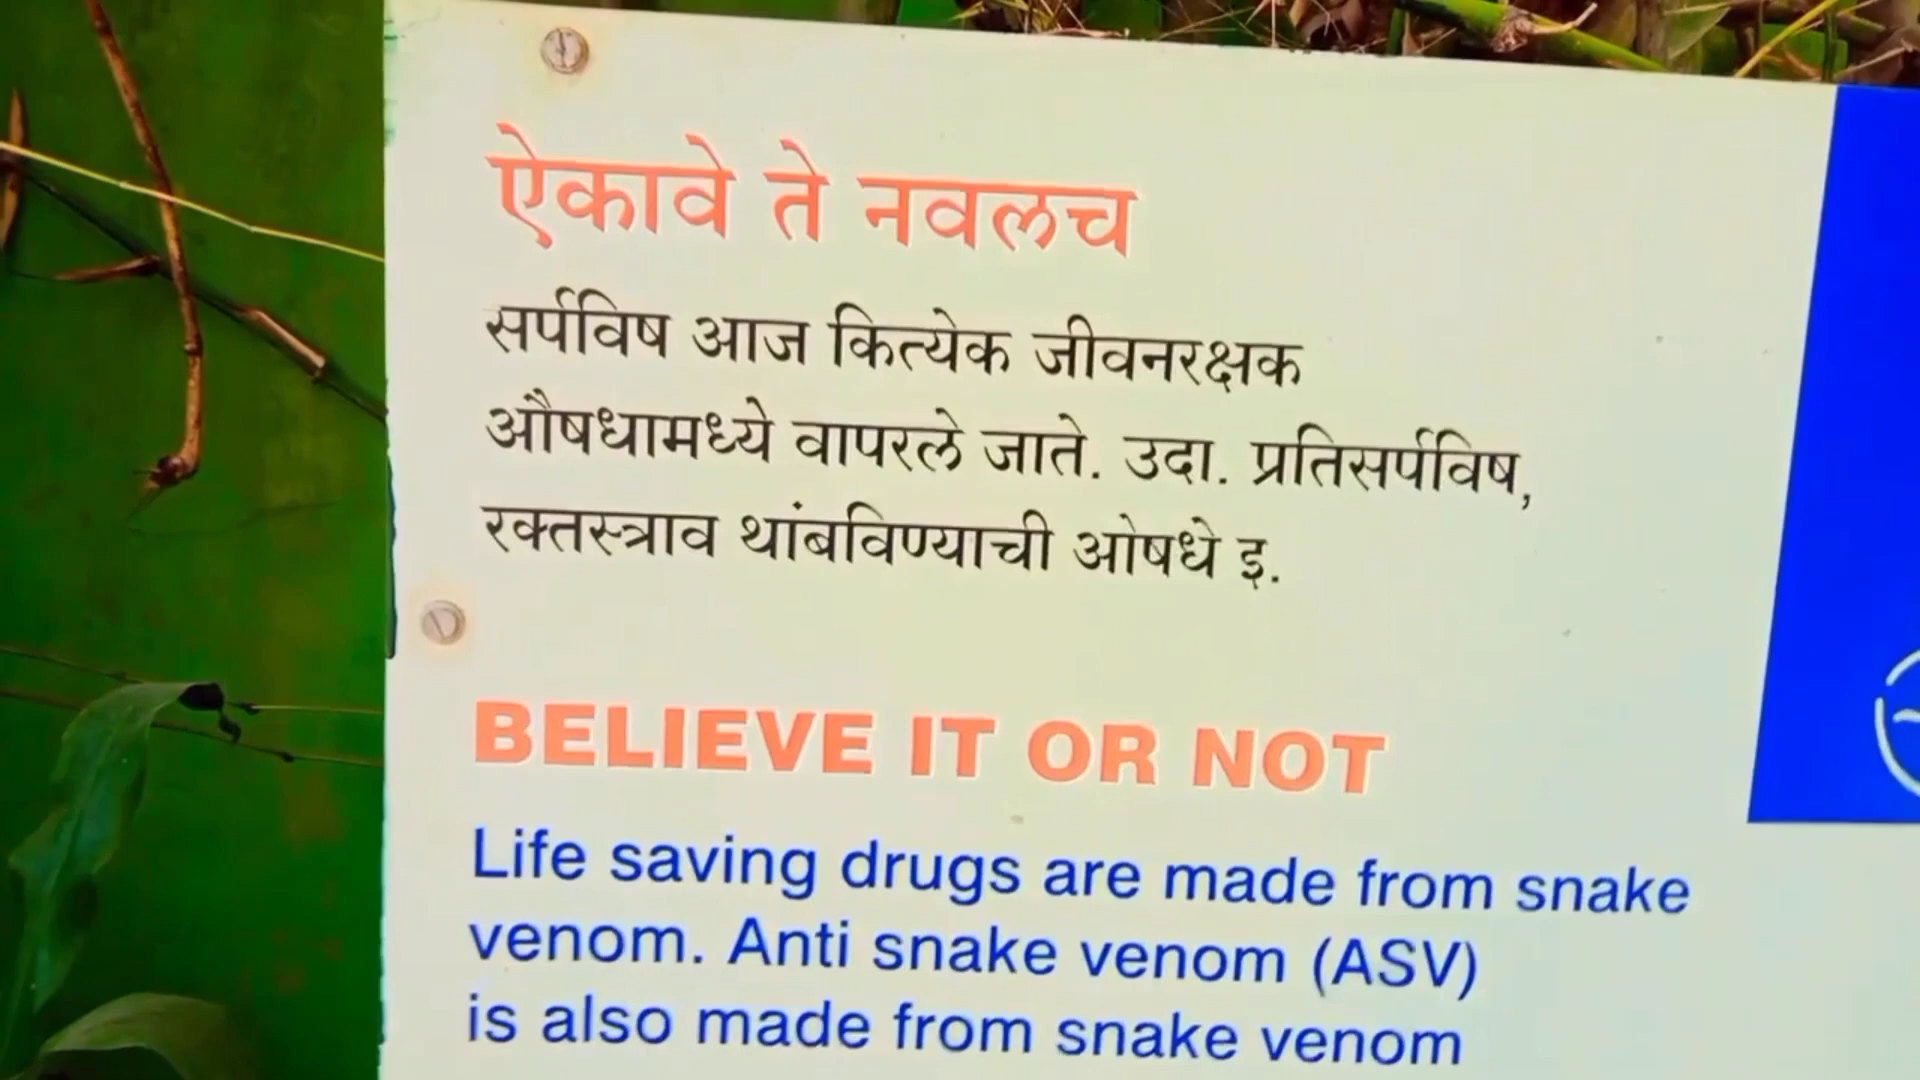 ऐकावे ते नवलच
सर्पविष आज कित्येक जीवनरक्षक
औषधामध्ये वापरले जाते. उदा. प्रतिसर्पविष,
रक्तस्त्राव थांबविण्याची ओषधे इ.
BELIEVE IT OR NOT
Life saving drugs are made from snake
venom. Anti snake venom (ASV)
is also made from snake venom